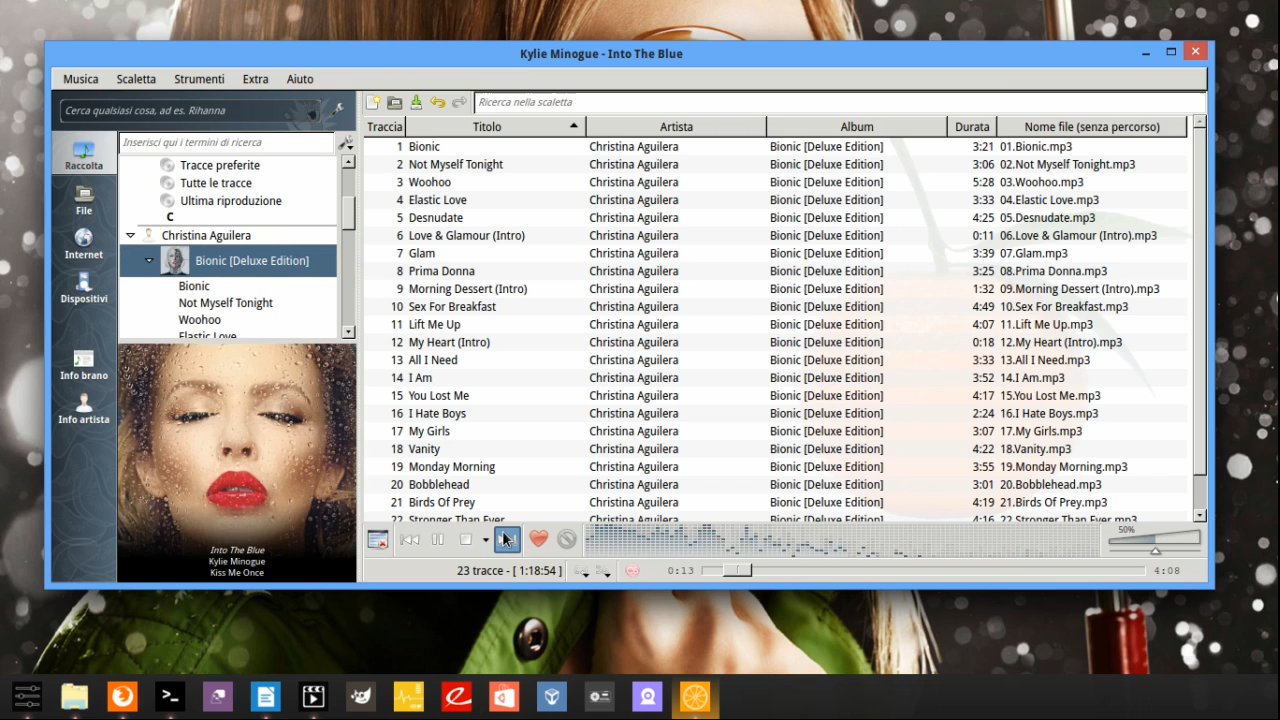 Kylie Minogue - Into The Blue
Musica Scaletta Strumenti Extra Aiuto
Cerca qualsiasi cosa, ad es. Rihanna
Ricerca nella scaletta
Inserisci qui i termini di ricerca
Raccolta
File
Internet
Dispositivi
Info brano
Info artista
Tracce preferite
Tutte le tracce
Ultima riproduzione
C
Christina Aguilera
Bionic [Deluxe Edition]
Bionic
Not Myself Tonight
Woohoo
Elastic Love
Into The Blue
Kylie Minogue
Kiss Me Once
Traccia Titolo Artista Album Durata Nome file (senza percorso)
1 Bionic Christina Aguilera Bionic [Deluxe Edition] 3:21 01.Bionic.mp3
2 Not Myself Tonight Christina Aguilera Bionic [Deluxe Edition] 3:06 02.Not Myself Tonight.mp3
3 Woohoo Christina Aguilera Bionic [Deluxe Edition] 5:28 03.Woohoo.mp3
4 Elastic Love Christina Aguilera Bionic [Deluxe Edition] 3:33 04.Elastic Love.mp3
5 Desnudate Christina Aguilera Bionic [Deluxe Edition] 4:25 05.Desnudate.mp3
6 Love & Glamour (Intro) Christina Aguilera Bionic [Deluxe Edition] 0:11 06.Love & Glamour (Intro).mp3
7 Glam Christina Aguilera Bionic [Deluxe Edition] 3:39 07.Glam.mp3
8 Prima Donna Christina Aguilera Bionic [Deluxe Edition] 3:25 08.Prima Donna.mp3
9 Morning Dessert (Intro) Christina Aguilera Bionic [Deluxe Edition] 1:32 09.Morning Dessert (Intro).mp3
10 Sex For Breakfast Christina Aguilera Bionic [Deluxe Edition] 4:49 10.Sex For Breakfast.mp3
11 Lift Me Up Christina Aguilera Bionic [Deluxe Edition] 4:07 11.Lift Me Up.mp3
12 My Heart (Intro) Christina Aguilera Bionic [Deluxe Edition] 0:18 12.My Heart (Intro).mp3
13 All I Need Christina Aguilera Bionic [Deluxe Edition] 3:33 13.All I Need.mp3
14 I Am Christina Aguilera Bionic [Deluxe Edition] 3:52 14.I Am.mp3
15 You Lost Me Christina Aguilera Bionic [Deluxe Edition] 4:17 15.You Lost Me.mp3
16 I Hate Boys Christina Aguilera Bionic [Deluxe Edition] 2:24 16.I Hate Boys.mp3
17 My Girls Christina Aguilera Bionic [Deluxe Edition] 3:07 17.My Girls.mp3
18 Vanity Christina Aguilera Bionic [Deluxe Edition] 4:22 18.Vanity.mp3
19 Monday Morning Christina Aguilera Bionic [Deluxe Edition] 3:55 19.Monday Morning.mp3
20 Bobblehead Christina Aguilera Bionic [Deluxe Edition] 3:01 20.Bobblehead.mp3
21 Birds Of Prey Christina Aguilera Bionic [Deluxe Edition] 4:19 21.Birds Of Prey.mp3
22 Stronger Than Ever Christina Aguilera Bionic [Deluxe Edition] 4:16 22.Stronger Than Ever.mp3
50%
23 tracce - [ 1:18:54 ] 0:13 4:08